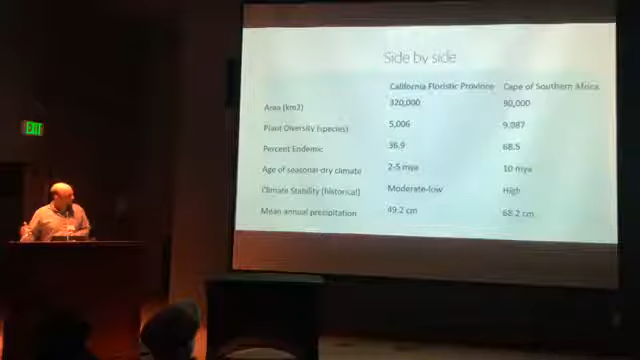 EXIT
Side by side
California Floristic Province Cape of Southern Africa
Area (km2) 320,000 90,000
Plant Diversity (species) 5,006 9,087
Percent Endemic 36.9 68.5
Age of seasonal-dry climate 2-5 mya 10 mya
Climate Stability (historical) Moderate-low High
Mean annual precipitation 49.2 cm 68.2 cm